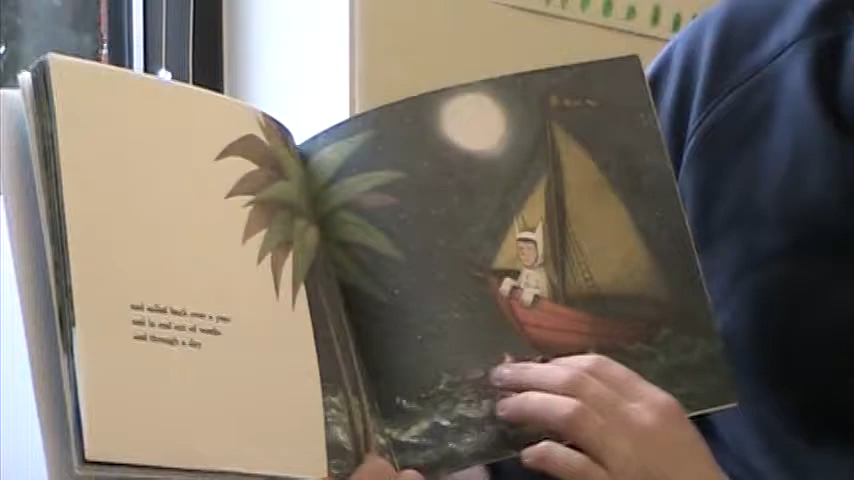 and sailed back over a year
and in and out of weeks
and through a day